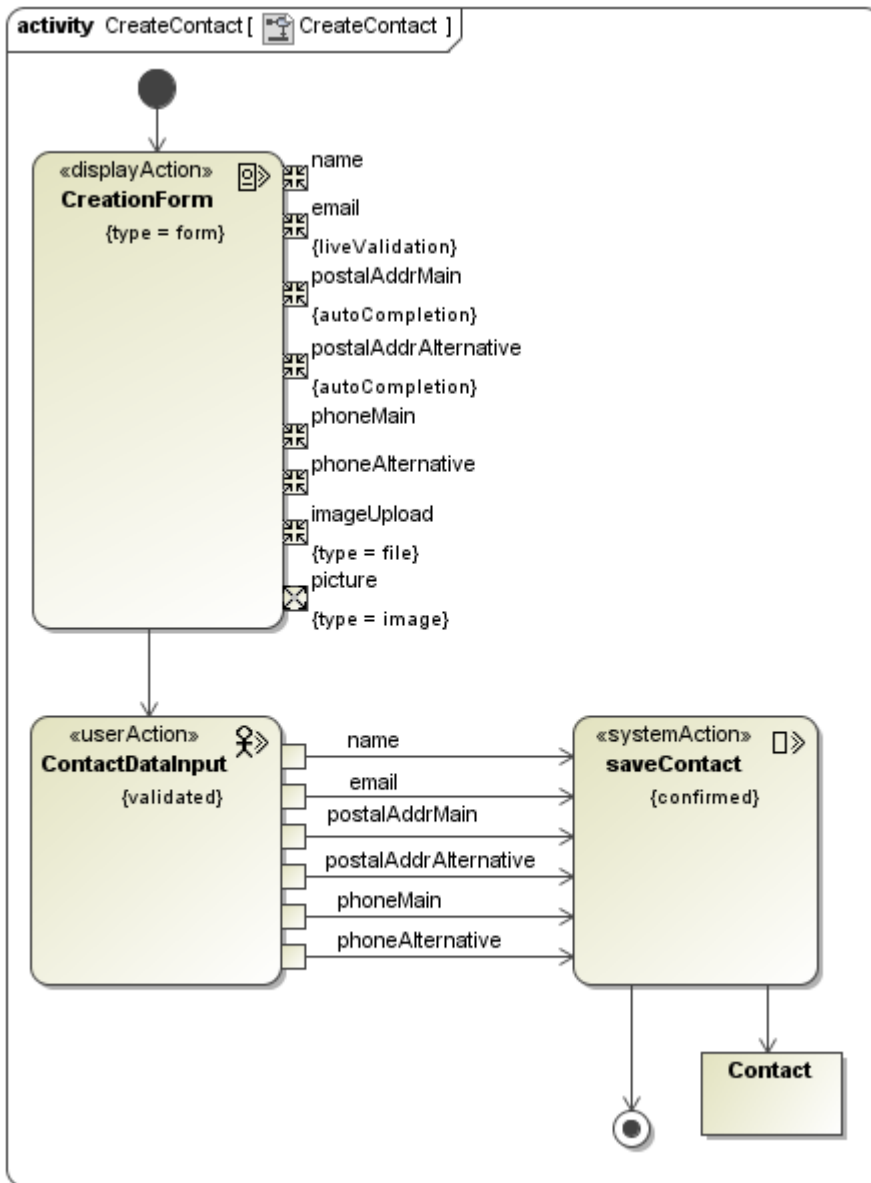 activity CreateContact [ CreateContact ]
«displayAction»
CreationForm
{type = form}
name
email
{liveValidation}
postalAddrMain
{autoCompletion}
postalAddrAlternative
{autoCompletion}
phoneMain
phoneAlternative
imageUpload
{type = file}
picture
{type = image}
«userAction»
ContactDataInput
{validated}
name
email
postalAddrMain
postalAddrAlternative
phoneMain
phoneAlternative
«systemAction»
saveContact
{confirmed}
Contact